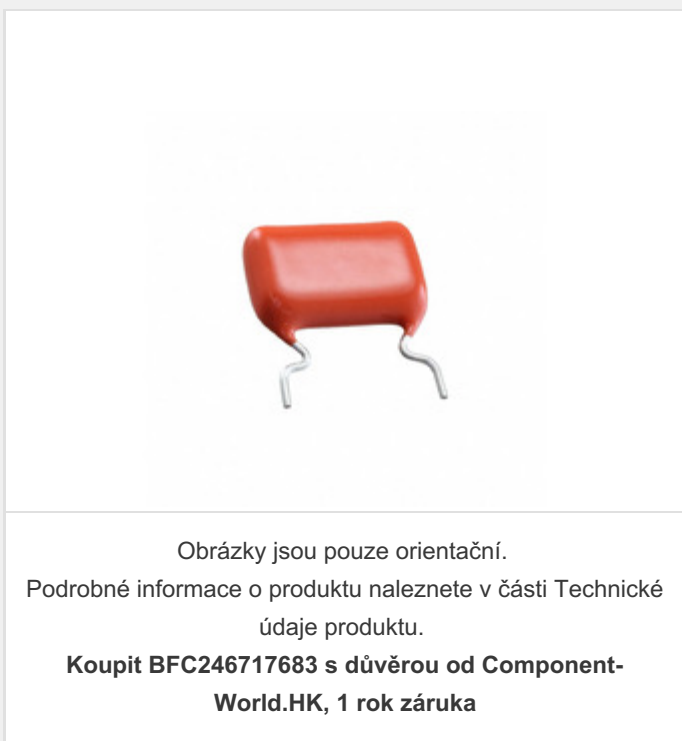 Obrázky jsou pouze orientační.
Podrobné informace o produktu naleznete v části Technické
údaje produktu.
Koupit BFC246717683 s důvěrou od Component-
World.HK, 1 rok záruka